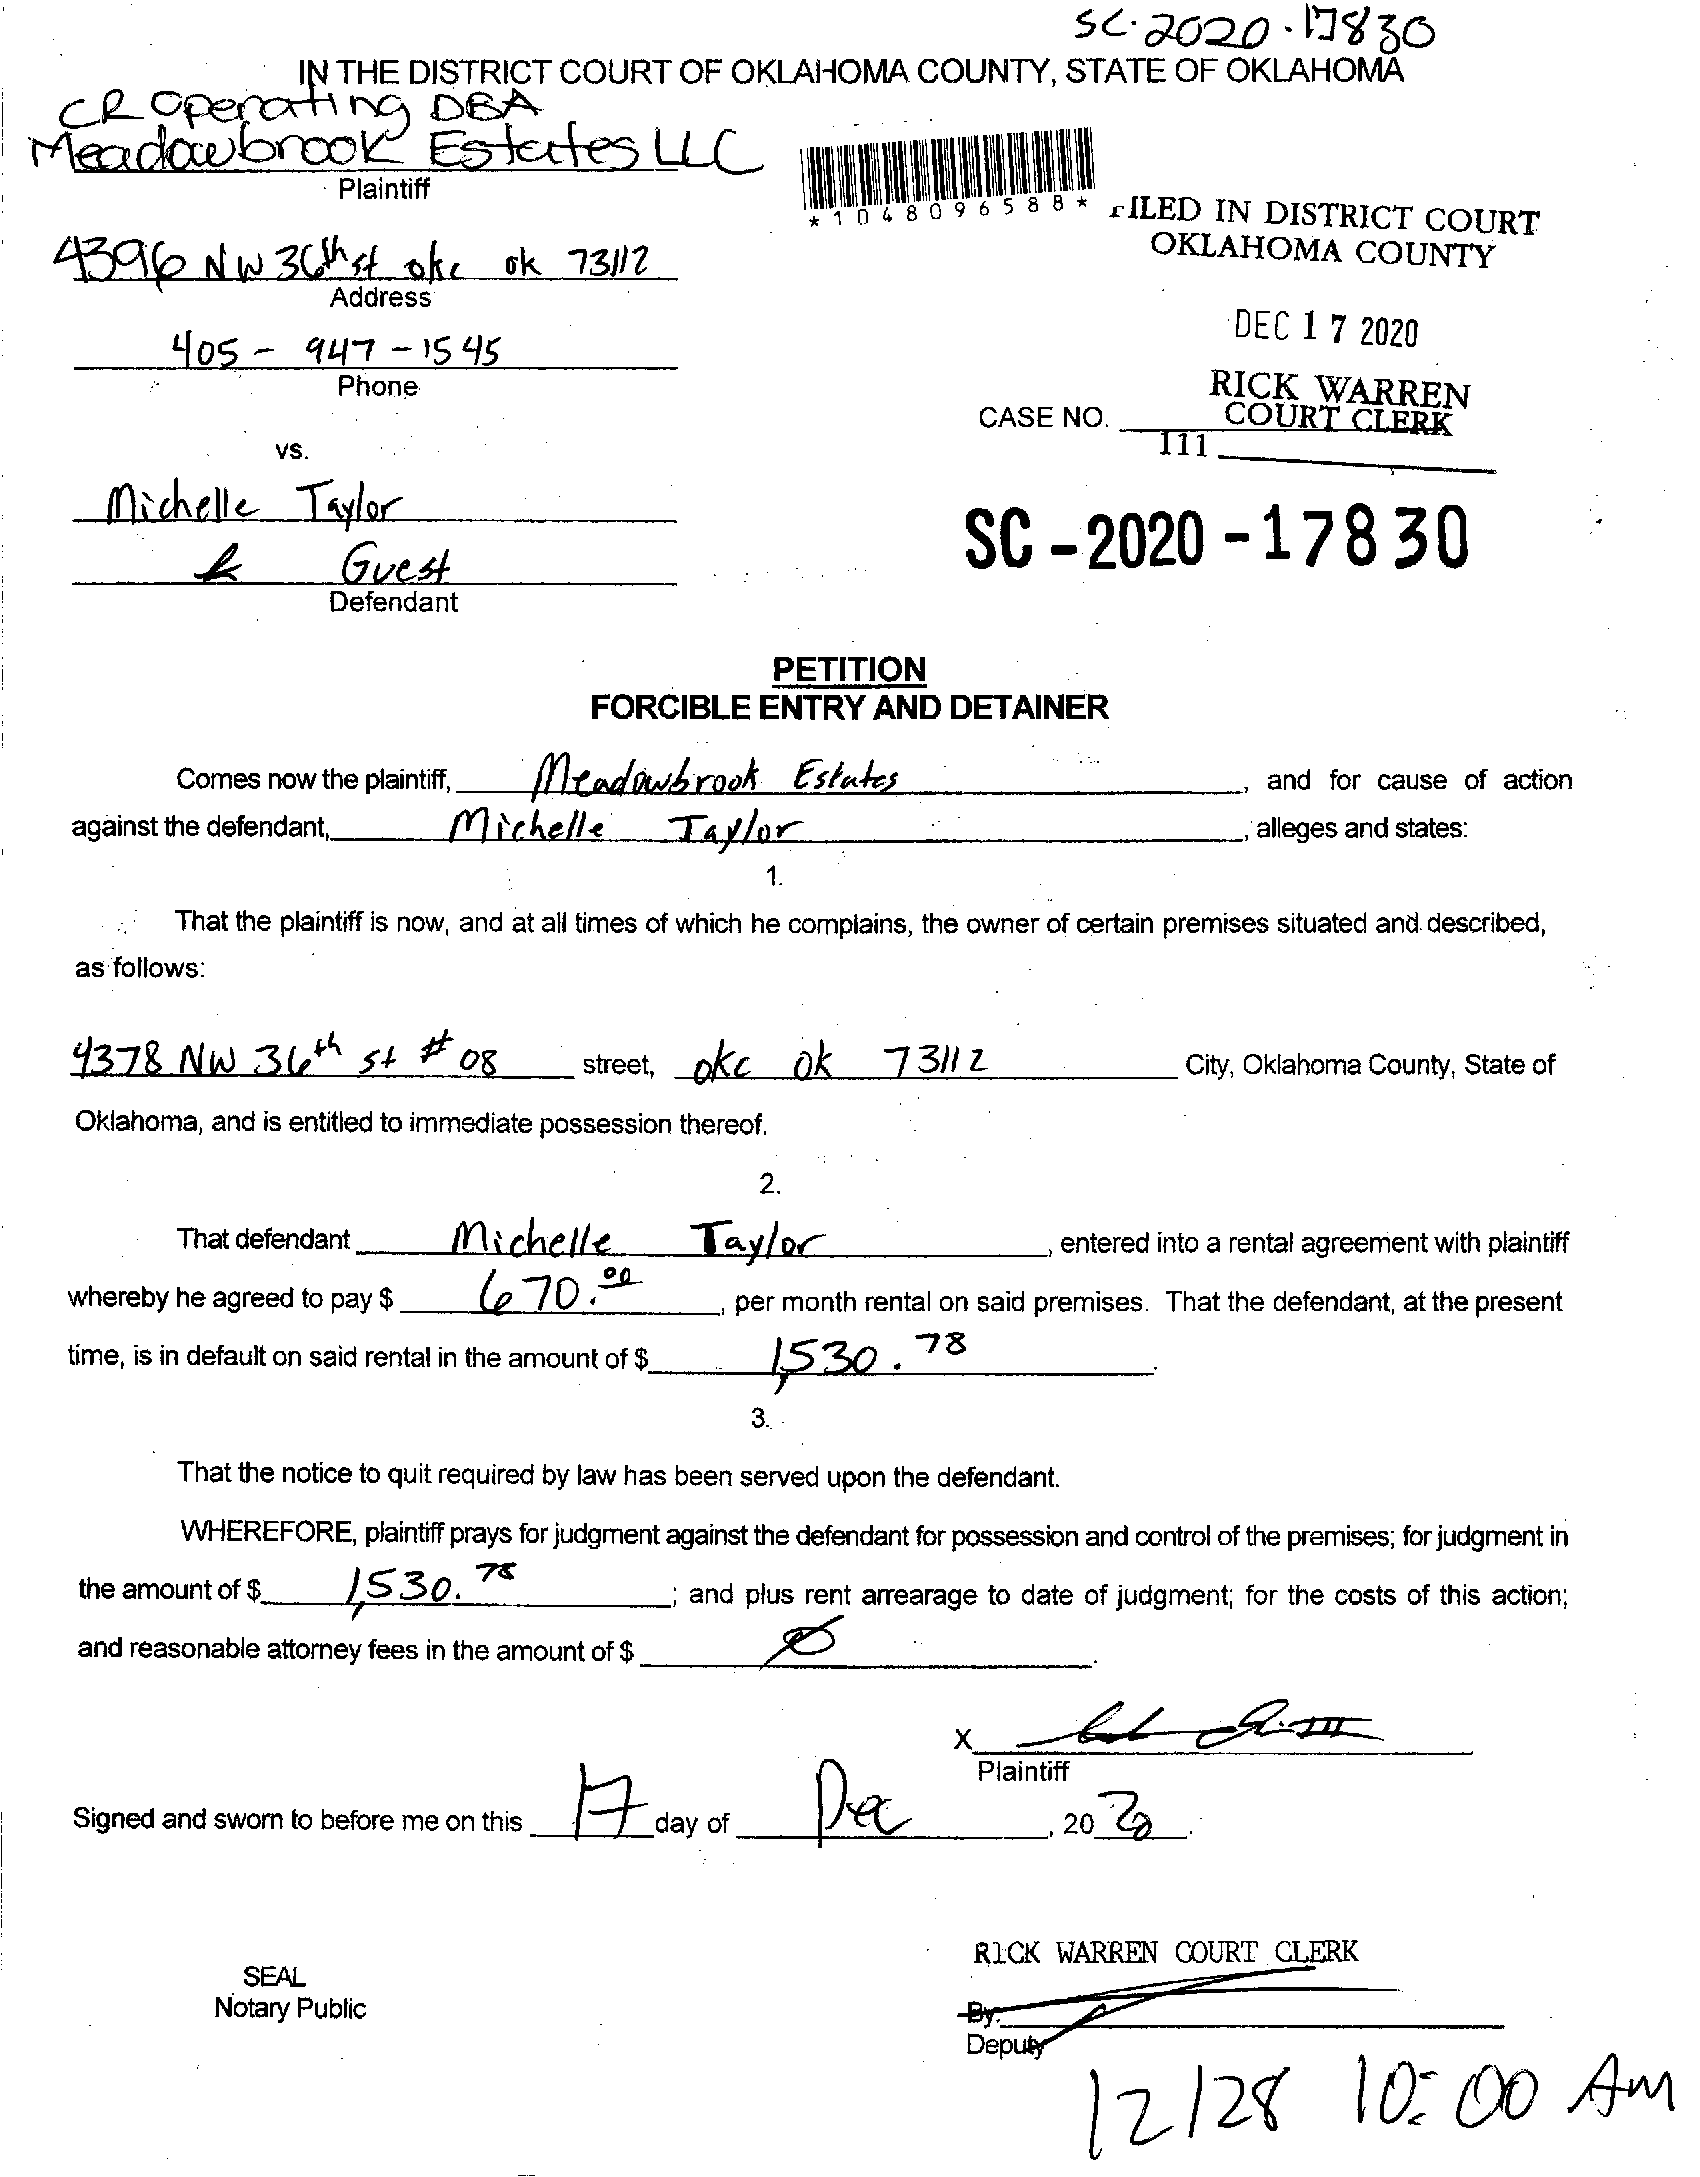 SC-2020-17830
IN THE DISTRICT COURT OF OKLAHOMA COUNTY, STATE OF OKLAHOMA
CR Operating DBA
Meadowbrook Estates LLC
Plaintiff
*1048096588*
FILED IN DISTRICT COURT
OKLAHOMA COUNTY
4396 NW 36th st okc ok 73112
Address
DEC 17 2020
405 - 947 - 1545
Phone
RICK WARREN
COURT CLERK
CASE NO.
111
vs.
Michelle Taylor
& Guest
Defendant
SC-2020-17830
PETITION
FORCIBLE ENTRY AND DETAINER
Comes now the plaintiff, Meadowbrook Estates, and for cause of action
against the defendant, Michelle Taylor, alleges and states:
1.
That the plaintiff is now, and at all times of which he complains, the owner of certain premises situated and described,
as follows:
4378 NW 36th st # 08 street, okc ok 73112 City, Oklahoma County, State of
Oklahoma, and is entitled to immediate possession thereof.
2.
That defendant Michelle Taylor, entered into a rental agreement with plaintiff
whereby he agreed to pay $ 670.00, per month rental on said premises. That the defendant, at the present
time, is in default on said rental in the amount of $ 1,530.78.
3.
That the notice to quit required by law has been served upon the defendant.
WHEREFORE, plaintiff prays for judgment against the defendant for possession and control of the premises; for judgment in
the amount of $ 1,530.78; and plus rent arrearage to date of judgment; for the costs of this action;
and reasonable attorney fees in the amount of $ Ø.
X
Plaintiff
Signed and sworn to before me on this 17 day of Dec, 2020.
RICK WARREN COURT CLERK
SEAL
Notary Public
By:
Deputy
12/28 10:00 AM